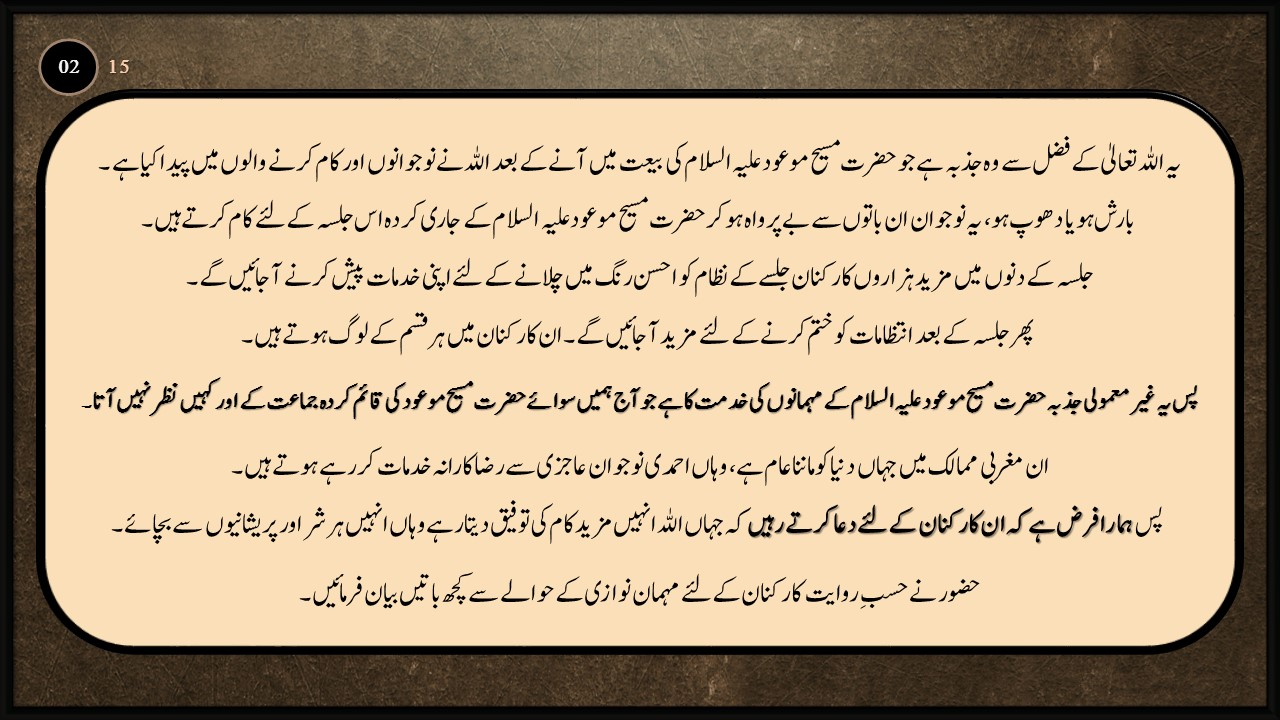 02 15
یہ اللہ تعالیٰ کے فضل سے وہ جذبہ ہے جو حضرت مسیح موعود علیہ السلام کی بیعت میں آنے کے بعد اللہ نے نوجوانوں اور کام کرنے والوں میں پیدا کیا ہے۔
بارش ہو یا دھوپ ہو، یہ نوجوان ان باتوں سے بے پرواہ ہو کر حضرت مسیح موعود علیہ السلام کے جاری کردہ اس جلسہ کے لئے کام کرتے ہیں۔
جلسہ کے دنوں میں مزید ہزاروں کارکنان جلسے کے نظام کو احسن رنگ میں چلانے کے لئے اپنی خدمات پیش کرنے آجائیں گے۔
پھر جلسہ کے بعد انتظامات کو ختم کرنے کے لئے مزید آجائیں گے۔ ان کارکنان میں ہر قسم کے لوگ ہوتے ہیں۔
پس یہ غیر معمولی جذبہ حضرت مسیح موعود علیہ السلام کے مہمانوں کی خدمت کا ہے جو آج ہمیں سوائے حضرت مسیح موعود کی قائم کردہ جماعت کے اور کہیں نظر نہیں آتا۔
ان مغربی ممالک میں جہاں دنیا کو ماننا عام ہے، وہاں احمدی نوجوان عاجزی سے رضاکارانہ خدمات کر رہے ہوتے ہیں۔
پس ہمارا فرض ہے کہ ان کارکنان کے لئے دعا کرتے رہیں کہ جہاں اللہ انہیں مزید کام کی توفیق دیتا رہے وہاں انہیں ہر شر اور پریشانیوں سے بچائے۔
حضور نے حسبِ روایت کارکنان کے لئے مہمان نوازی کے حوالے سے کچھ باتیں بیان فرمائیں۔